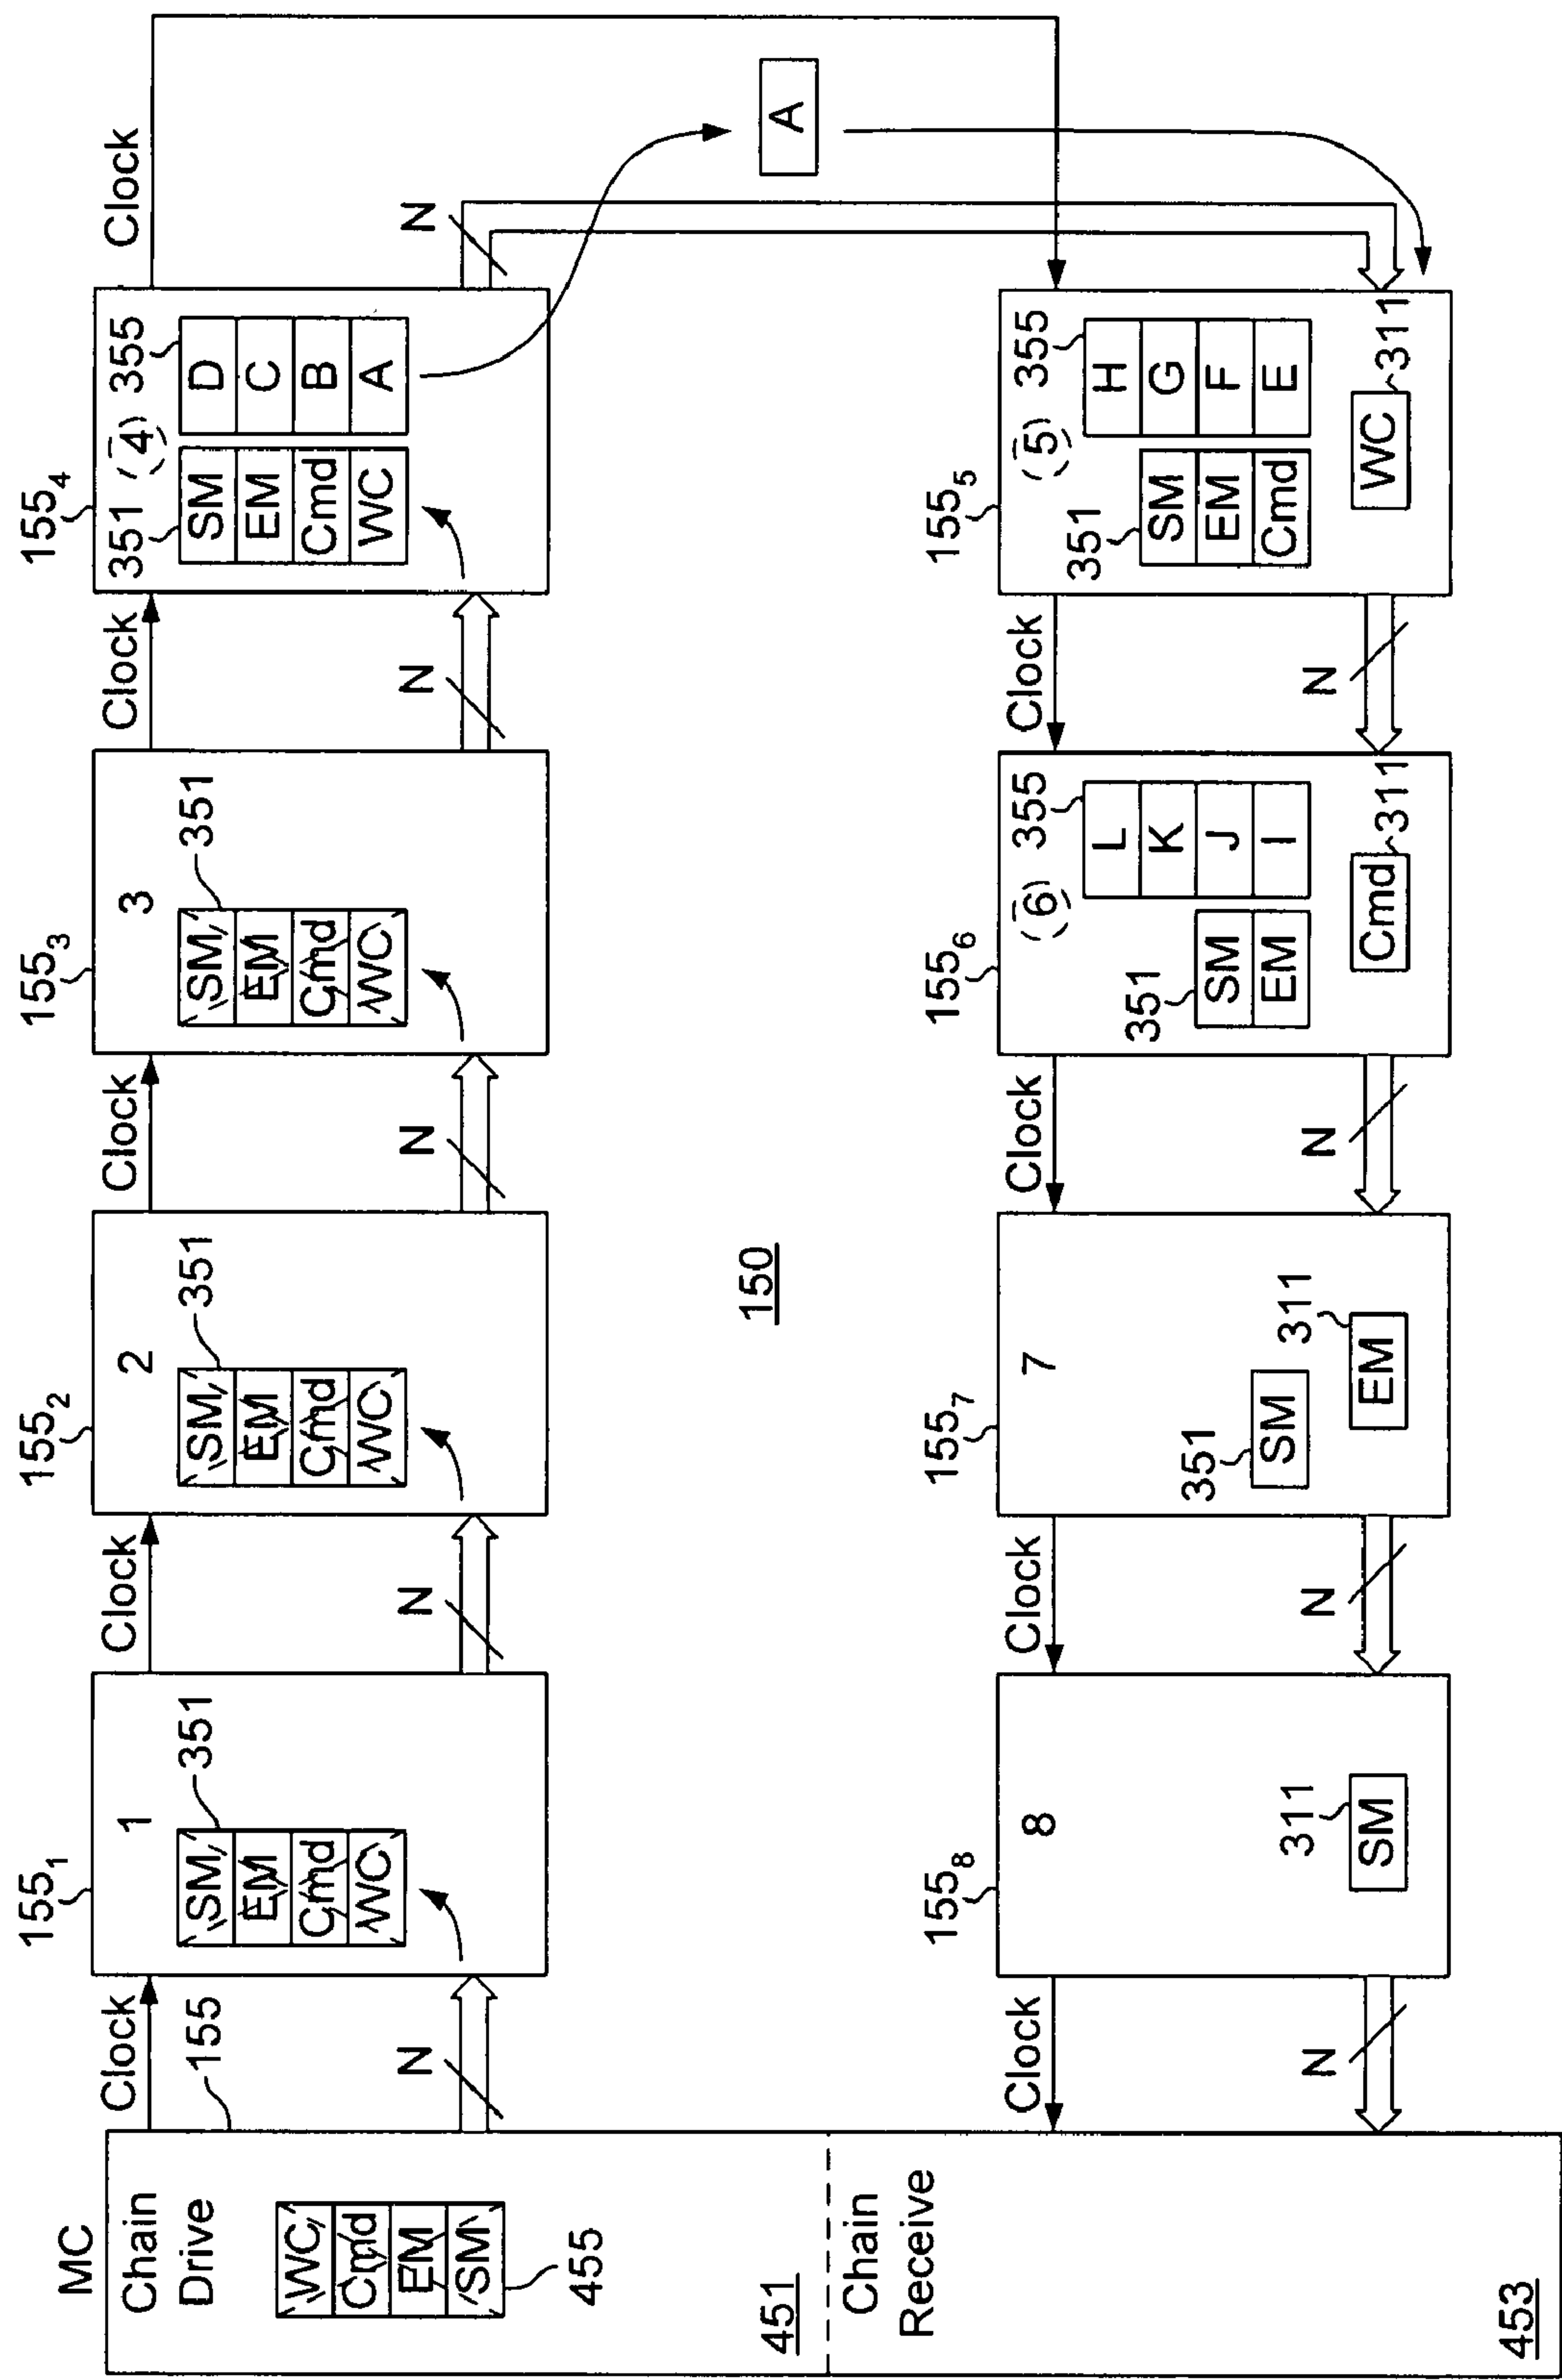 MC
Chain
Drive
WC
Cmd
EM
SM
455
451
Chain
Receive
453
Clock
155
N
155₁
1
351
SM
EM
Cmd
WC
Clock
N
155₂
2
351
SM
EM
Cmd
WC
Clock
N
155₃
3
351
SM
EM
Cmd
WC
Clock
N
155₄
351
(4)
355
SM
EM
Cmd
WC
D
C
B
A
Clock
N
A
150
155₈
8
311
SM
Clock
N
155₇
7
351
SM
311
EM
Clock
N
155₆
(6)
355
351
SM
EM
L
K
J
I
Cmd
311
Clock
N
155₅
(5)
355
351
SM
EM
Cmd
H
G
F
E
WC
311
Clock
N